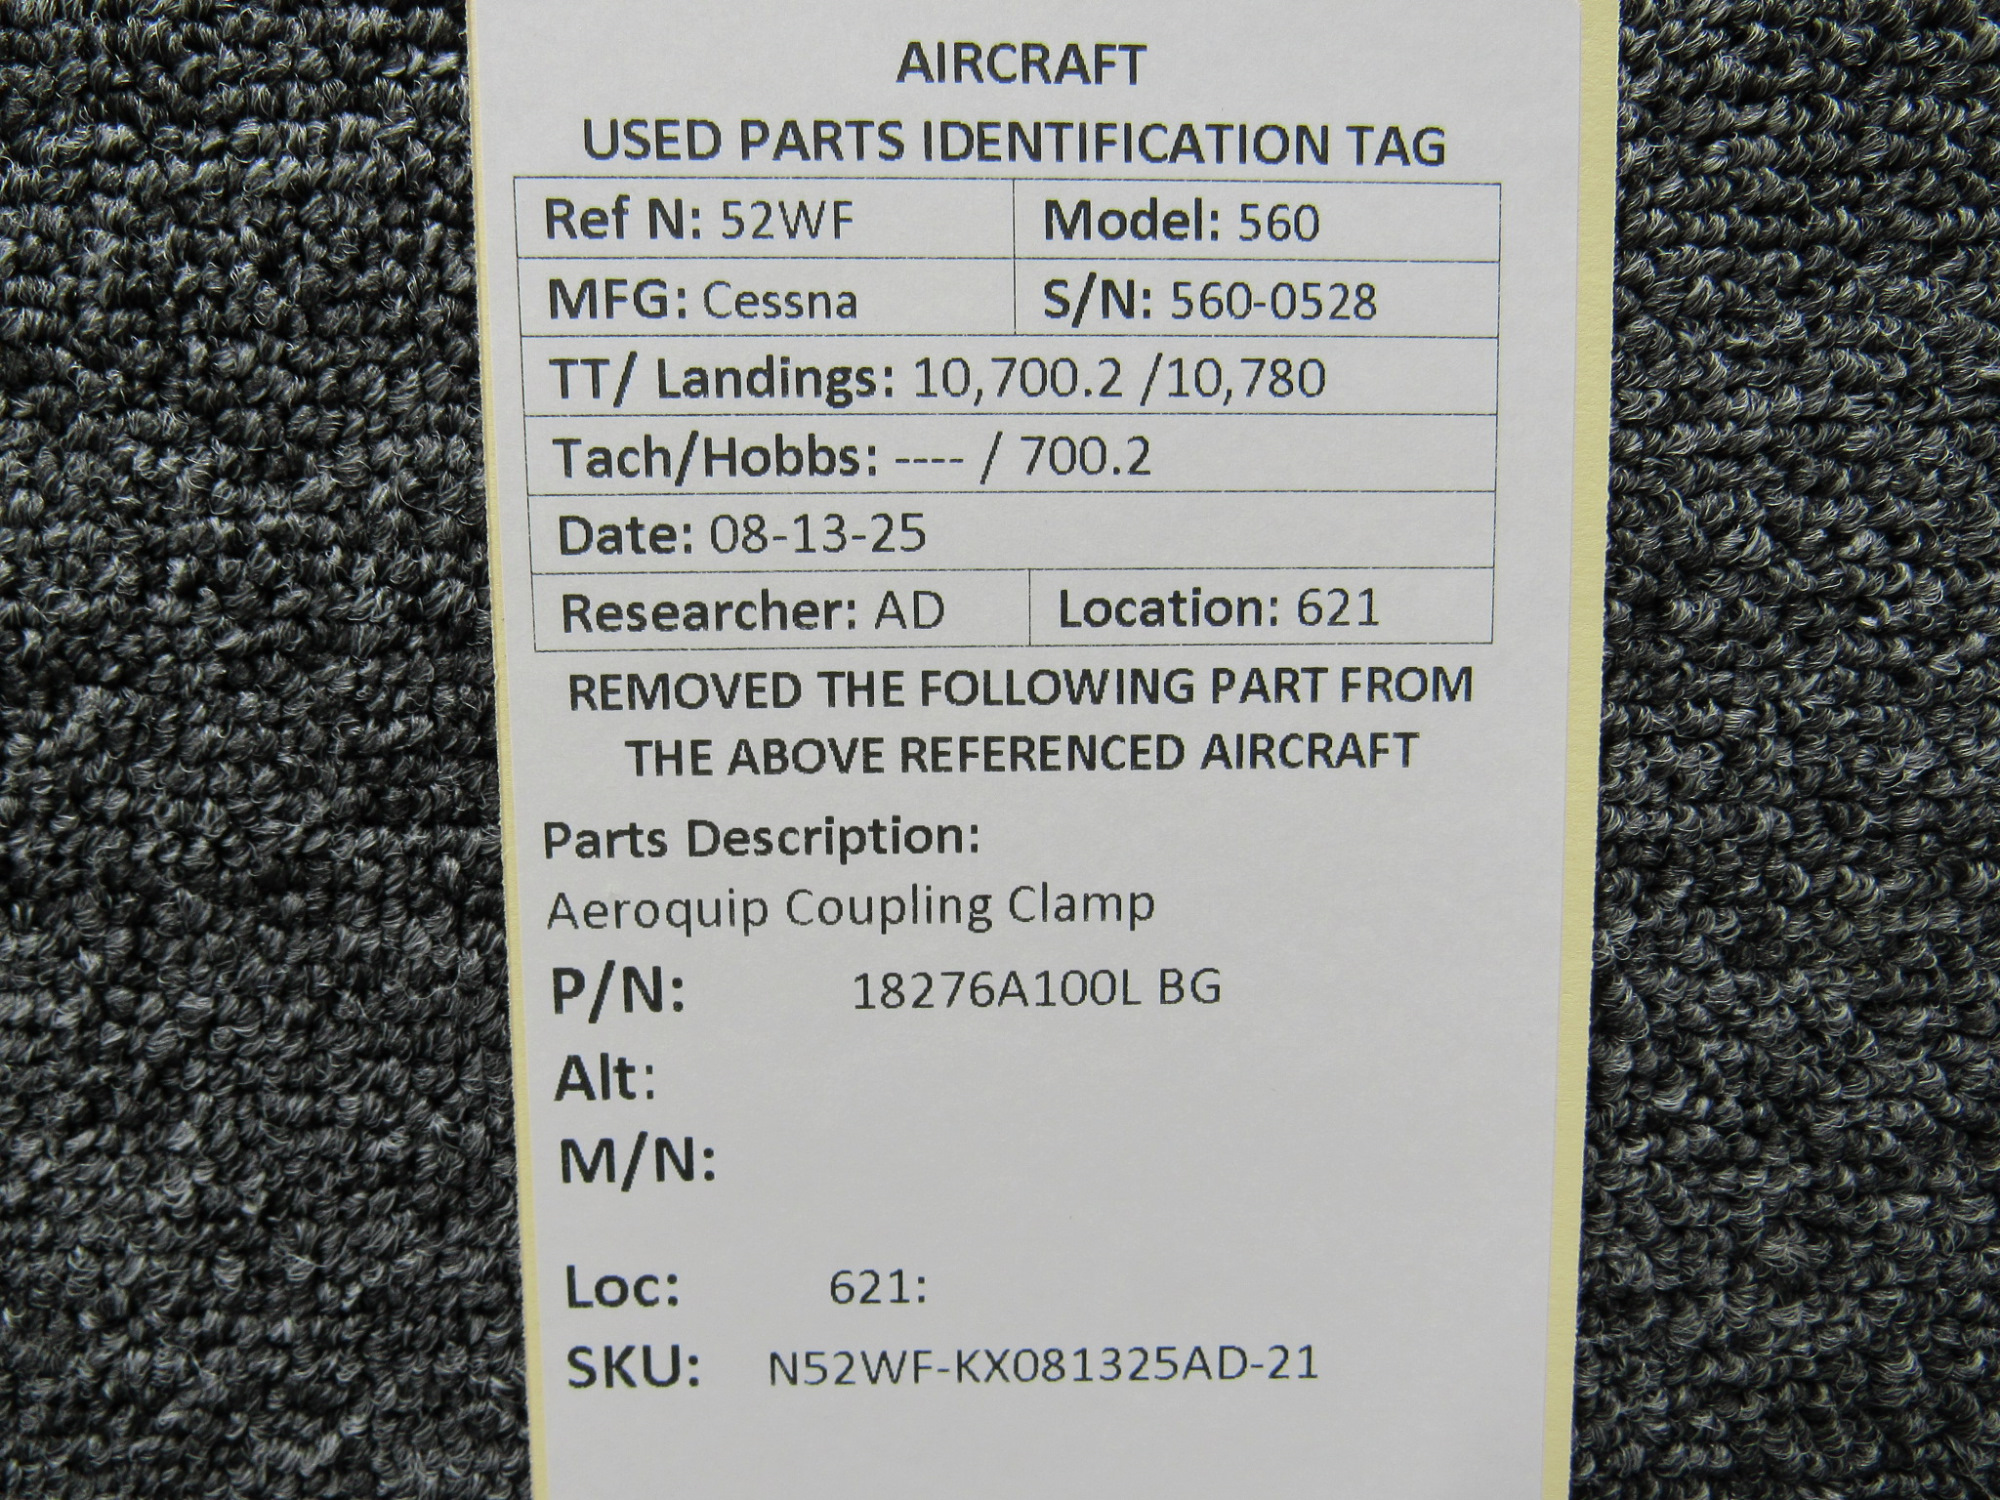 AIRCRAFT
USED PARTS IDENTIFICATION TAG
Ref N: 52WF Model: 560
MFG: Cessna S/N: 560-0528
TT/ Landings: 10,700.2 /10,780
Tach/Hobbs: ---- / 700.2
Date: 08-13-25
Researcher: AD Location: 621
REMOVED THE FOLLOWING PART FROM
THE ABOVE REFERENCED AIRCRAFT
Parts Description:
Aeroquip Coupling Clamp
P/N: 18276A100L BG
Alt:
M/N:
Loc: 621:
SKU: N52WF-KX081325AD-21